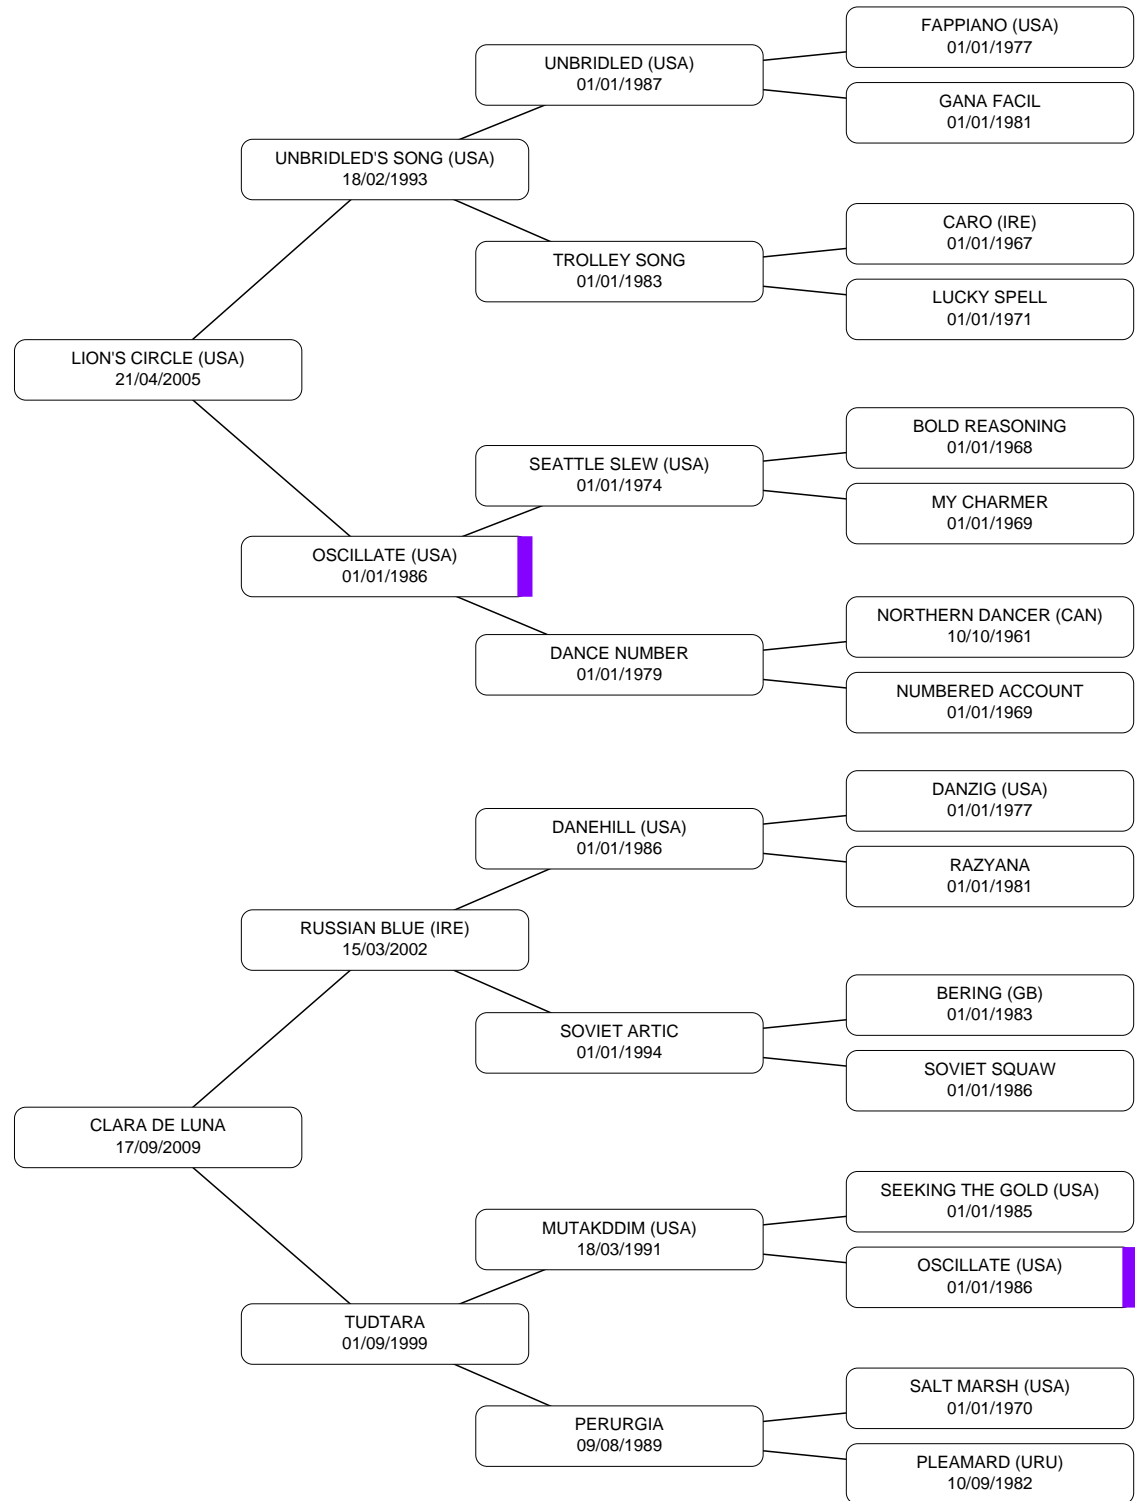 FAPPIANO (USA)
01/01/1977
UNBRIDLED (USA)
01/01/1987
GANA FACIL
01/01/1981
UNBRIDLED'S SONG (USA)
18/02/1993
CARO (IRE)
01/01/1967
TROLLEY SONG
01/01/1983
LUCKY SPELL
01/01/1971
LION'S CIRCLE (USA)
21/04/2005
BOLD REASONING
01/01/1968
SEATTLE SLEW (USA)
01/01/1974
MY CHARMER
01/01/1969
OSCILLATE (USA)
01/01/1986
NORTHERN DANCER (CAN)
10/10/1961
DANCE NUMBER
01/01/1979
NUMBERED ACCOUNT
01/01/1969
DANZIG (USA)
01/01/1977
DANEHILL (USA)
01/01/1986
RAZYANA
01/01/1981
RUSSIAN BLUE (IRE)
15/03/2002
BERING (GB)
01/01/1983
SOVIET ARTIC
01/01/1994
SOVIET SQUAW
01/01/1986
CLARA DE LUNA
17/09/2009
SEEKING THE GOLD (USA)
01/01/1985
MUTAKDDIM (USA)
18/03/1991
OSCILLATE (USA)
01/01/1986
TUDTARA
01/09/1999
SALT MARSH (USA)
01/01/1970
PERURGIA
09/08/1989
PLEAMARD (URU)
10/09/1982